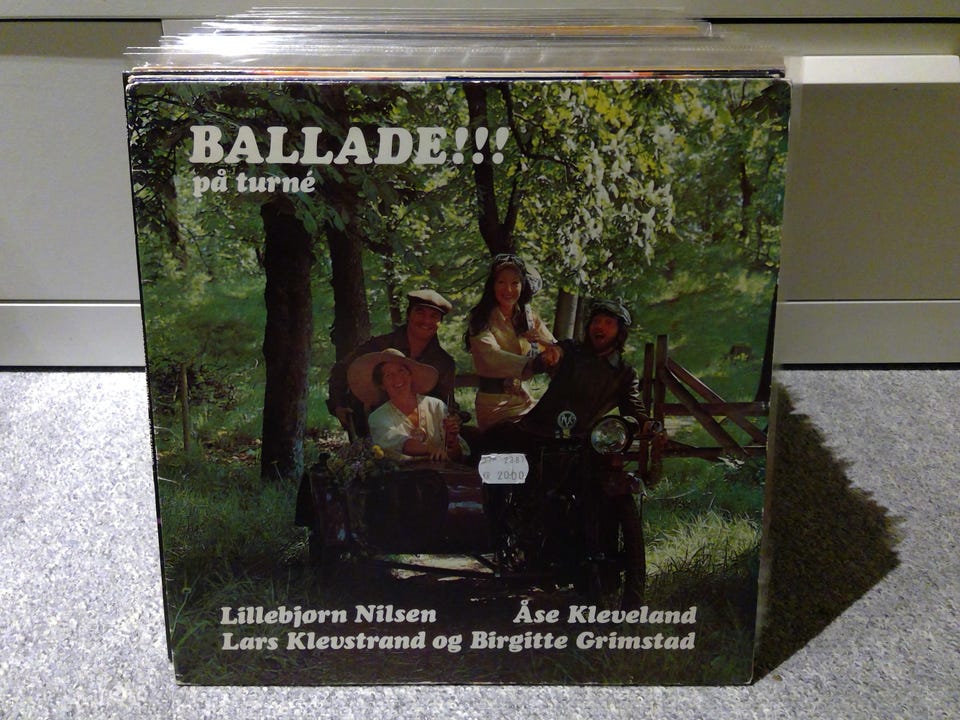 BALLADE!!!
på turné
Lillebjørn Nilsen Åse Kleveland
Lars Klevstrand og Birgitte Grimstad